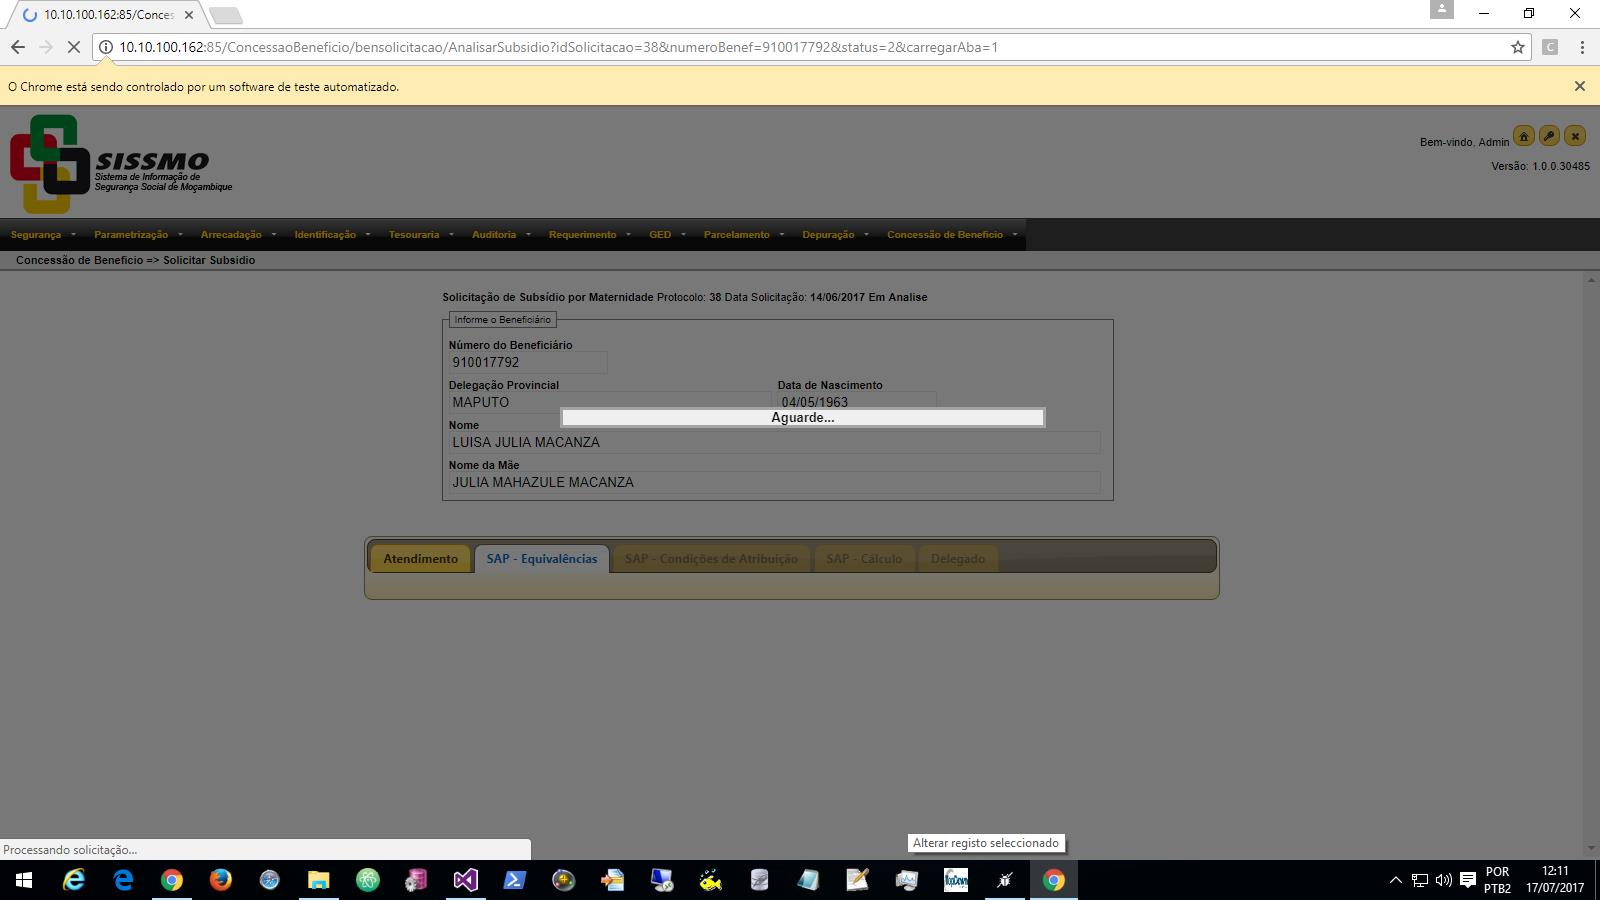 10.10.100.162:85/Conces
10.10.100.162:85/ConcessaoBeneficio/bensolicitacao/AnalisarSubsidio?idSolicitacao=38&numeroBenef=910017792&status=2&carregarAba=1
C
O Chrome está sendo controlado por um software de teste automatizado.
SISSMO
Sistema de Informação de
Segurança Social de Moçambique
Bem-vindo, Admin
Versão: 1.0.0.30485
Segurança Parametrização Arrecadação Identificação Tesouraria Auditoria Requerimento GED Parcelamento Depuração Concessão de Beneficio
Concessão de Beneficio => Solicitar Subsidio
Solicitação de Subsídio por Maternidade Protocolo: 38 Data Solicitação: 14/06/2017 Em Analise
Informe o Beneficiário
Número do Beneficiário
910017792
Delegação Provincial Data de Nascimento
MAPUTO 04/05/1963
Aguarde...
Nome
LUISA JULIA MACANZA
Nome da Mãe
JULIA MAHAZULE MACANZA
Atendimento SAP - Equivalências SAP - Condições de Atribuição SAP - Cálculo Delegado
Alterar registo seleccionado
Processando solicitação...
POR
PTB2
12:11
17/07/2017